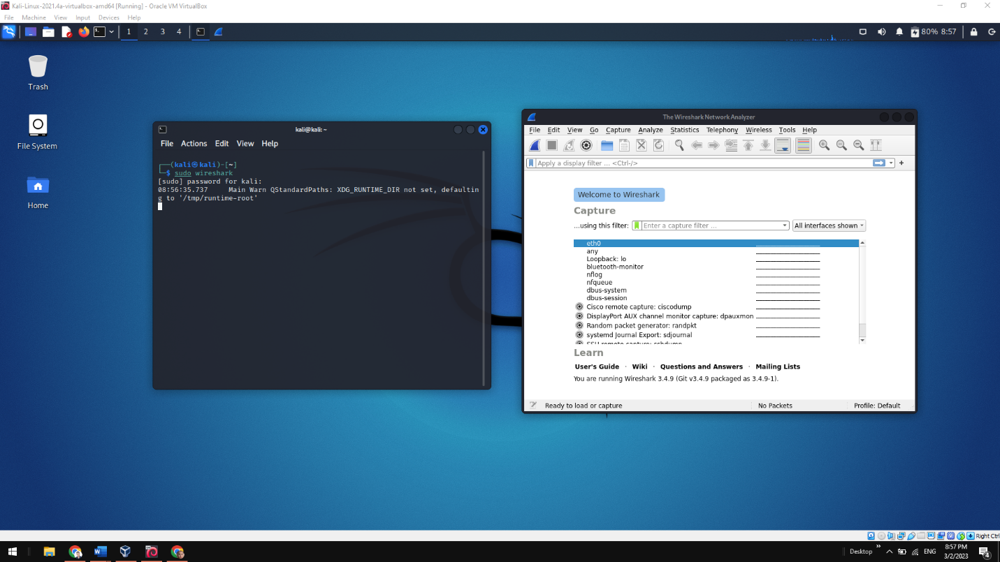 Kali-Linux-2021.4a-virtualbox-amd64 [Running] - Oracle VM VirtualBox
File Machine View Input Devices Help
1 2 3 4
80% 8:57
Trash
File System
Home
kali@kali: ~
File Actions Edit View Help
┌──(kali㉿kali)-[~]
└─$ sudo wireshark
[sudo] password for kali:
08:56:35.737 Main Warn QStandardPaths: XDG_RUNTIME_DIR not set, defaultin
g to '/tmp/runtime-root'
The Wireshark Network Analyzer
File Edit View Go Capture Analyze Statistics Telephony Wireless Tools Help
Apply a display filter ... <Ctrl-/>
+
Welcome to Wireshark
Capture
...using this filter: Enter a capture filter ... All interfaces shown
eth0
any
Loopback: lo
bluetooth-monitor
nflog
nfqueue
dbus-system
dbus-session
Cisco remote capture: ciscodump
DisplayPort AUX channel monitor capture: dpauxmon
Random packet generator: randpkt
systemd Journal Export: sdjournal
SSH remote capture: sshdump
Learn
User's Guide · Wiki · Questions and Answers · Mailing Lists
You are running Wireshark 3.4.9 (Git v3.4.9 packaged as 3.4.9-1).
Ready to load or capture No Packets Profile: Default
Right Ctrl
Desktop » ENG 8:57 PM
3/2/2023
4